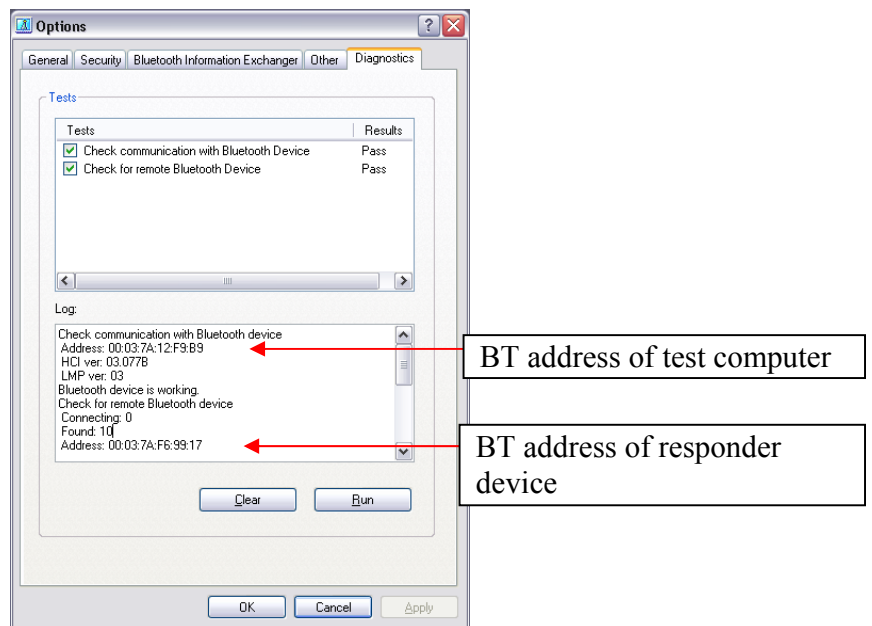 Options
General Security Bluetooth Information Exchanger Other Diagnostics
Tests
Tests Results
Check communication with Bluetooth Device Pass
Check for remote Bluetooth Device Pass
Log:
Check communication with Bluetooth device
Address: 00:03:7A:12:F9:B9
HCI ver: 03.077B
LMP ver: 03
Bluetooth device is working.
Check for remote Bluetooth device
Connecting: 0
Found: 10
Address: 00:03:7A:F6:99:17
BT address of test computer
BT address of responder
device
Clear Run
OK Cancel Apply